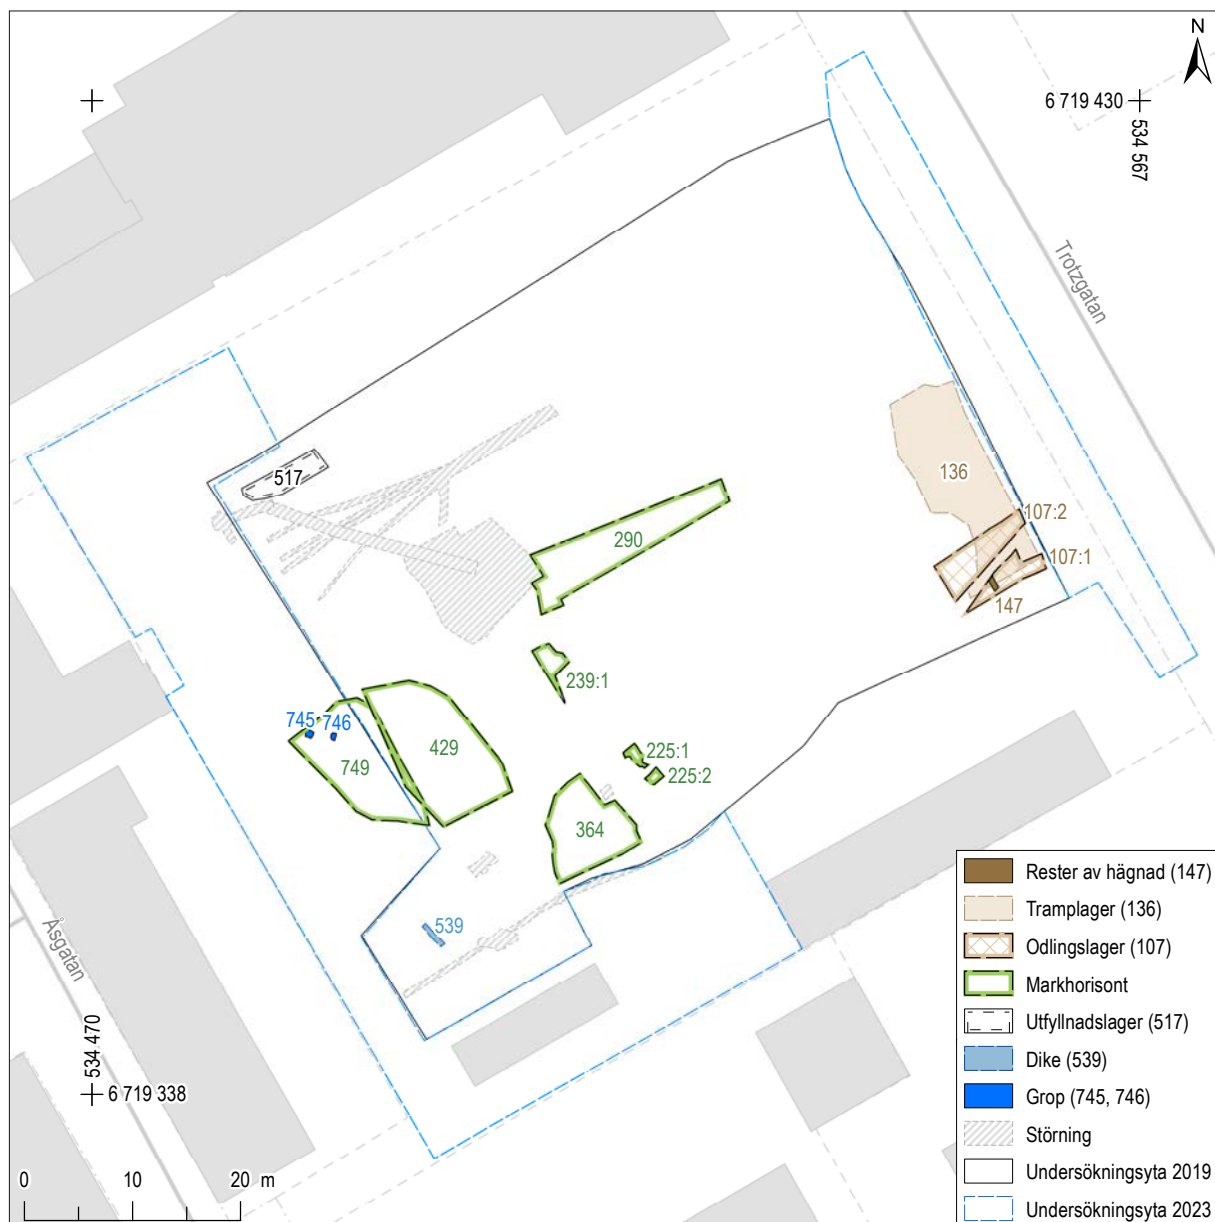 N
6 719 430
534 567
Trotzgatan
517
136
107:2
107:1
147
290
239:1
745
746
749
429
225:1
225:2
364
539
Åsgatan
534 470
6 719 338
0 10 20 m
Rester av hägnad (147)
Tramplager (136)
Odlingslager (107)
Markhorisont
Utfyllnadslager (517)
Dike (539)
Grop (745, 746)
Störning
Undersökningsyta 2019
Undersökningsyta 2023